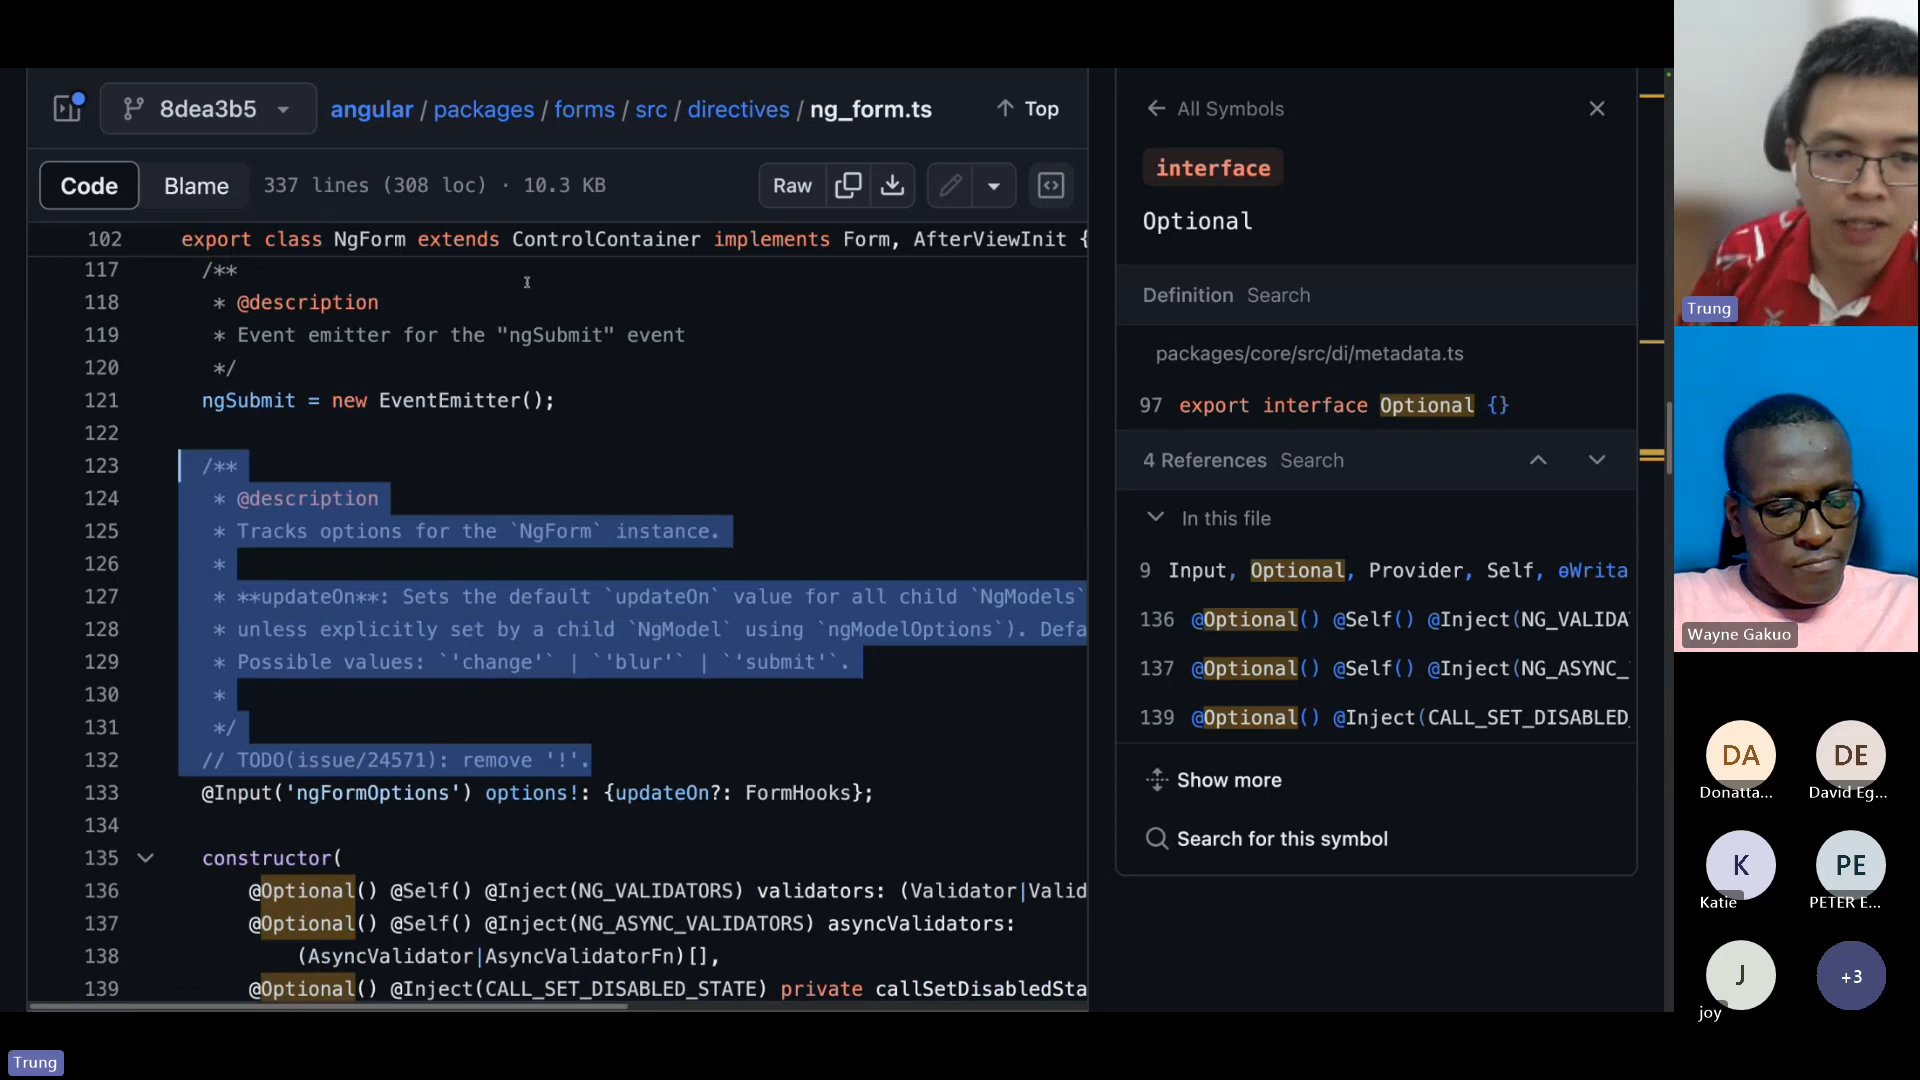 8dea3b5
angular / packages / forms / src / directives / ng_form.ts
Top
Code
Blame
337 lines (308 loc) · 10.3 KB
Raw
102 export class NgForm extends ControlContainer implements Form, AfterViewInit {
117 /**
118 * @description
119 * Event emitter for the "ngSubmit" event
120 */
121 ngSubmit = new EventEmitter();
122
123 /**
124 * @description
125 * Tracks options for the `NgForm` instance.
126 *
127 * **updateOn**: Sets the default `updateOn` value for all child `NgModels`
128 * unless explicitly set by a child `NgModel` using `ngModelOptions`). Defa
129 * Possible values: `'change'` | `'blur'` | `'submit'`.
130 *
131 */
132 // TODO(issue/24571): remove '!'.
133 @Input('ngFormOptions') options!: {updateOn?: FormHooks};
134
135 constructor(
136 @Optional() @Self() @Inject(NG_VALIDATORS) validators: (Validator|Valid
137 @Optional() @Self() @Inject(NG_ASYNC_VALIDATORS) asyncValidators:
138 (AsyncValidator|AsyncValidatorFn)[],
139 @Optional() @Inject(CALL_SET_DISABLED_STATE) private callSetDisabledSta
All Symbols
interface
Optional
Definition Search
packages/core/src/di/metadata.ts
97 export interface Optional {}
4 References Search
In this file
9 Input, Optional, Provider, Self, ɵWrita
136 @Optional() @Self() @Inject(NG_VALIDA
137 @Optional() @Self() @Inject(NG_ASYNC_
139 @Optional() @Inject(CALL_SET_DISABLED_
Show more
Search for this symbol
Trung
Wayne Gakuo
DA
Donatta...
DE
David Eg...
K
Katie
PE
PETER E...
J
joy
+3
Trung